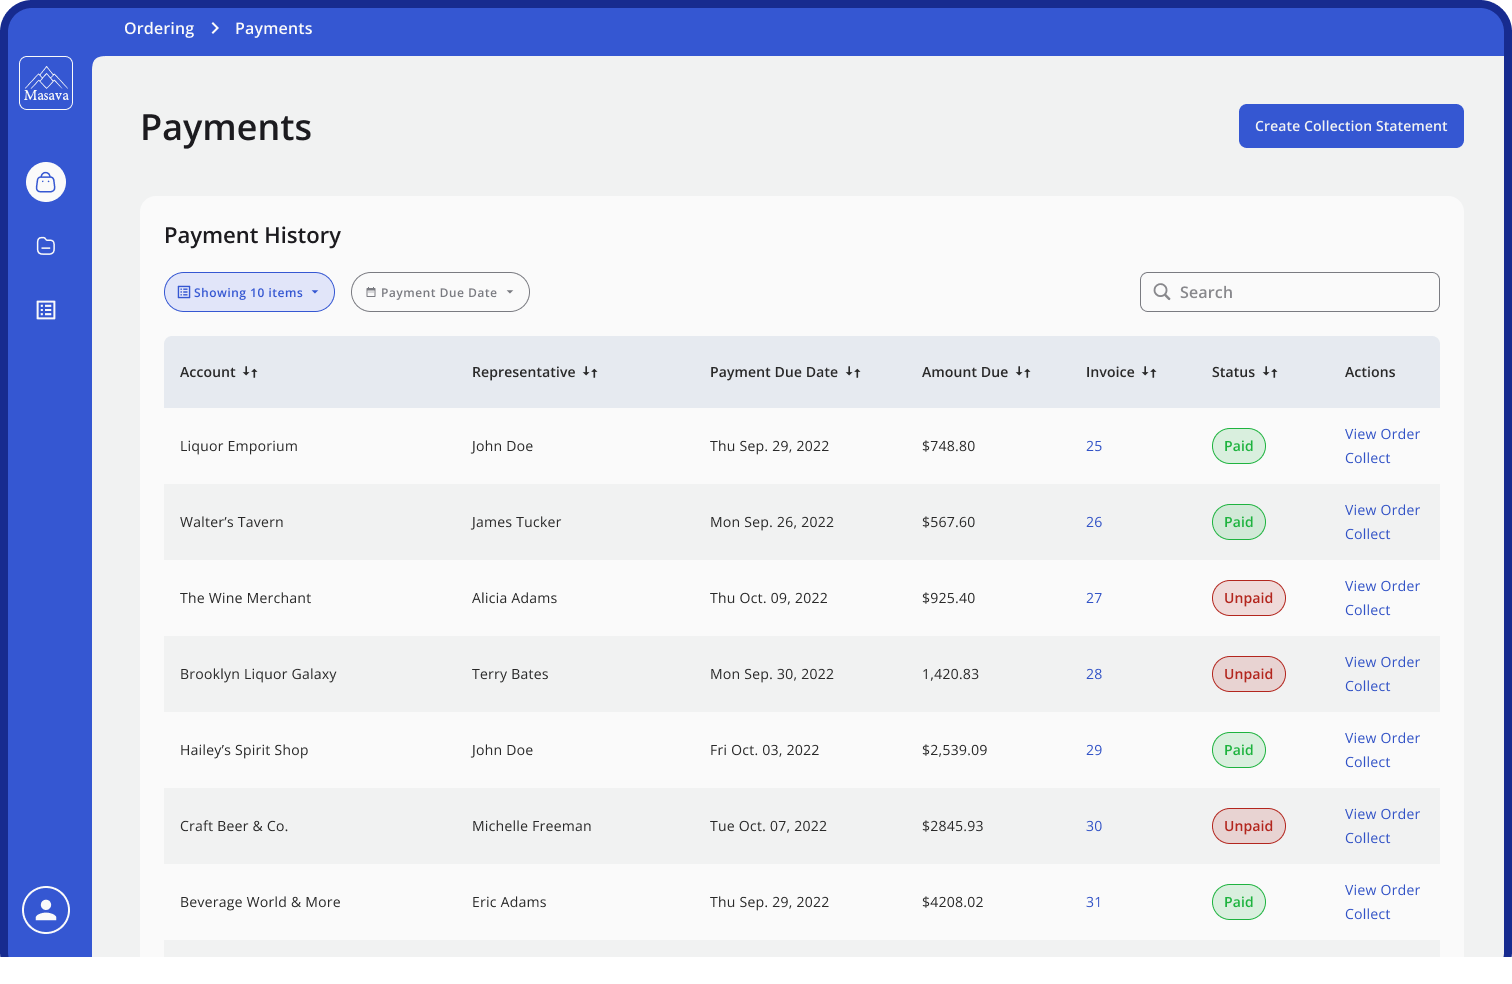 Ordering > Payments
Masava
Payments
Create Collection Statement
Payment History
Showing 10 items
Payment Due Date
Search
Account Representative Payment Due Date Amount Due Invoice Status Actions
Liquor Emporium John Doe Thu Sep. 29, 2022 $748.80 25 Paid View Order
Collect
Walter's Tavern James Tucker Mon Sep. 26, 2022 $567.60 26 Paid View Order
Collect
The Wine Merchant Alicia Adams Thu Oct. 09, 2022 $925.40 27 Unpaid View Order
Collect
Brooklyn Liquor Galaxy Terry Bates Mon Sep. 30, 2022 1,420.83 28 Unpaid View Order
Collect
Hailey's Spirit Shop John Doe Fri Oct. 03, 2022 $2,539.09 29 Paid View Order
Collect
Craft Beer & Co. Michelle Freeman Tue Oct. 07, 2022 $2845.93 30 Unpaid View Order
Collect
Beverage World & More Eric Adams Thu Sep. 29, 2022 $4208.02 31 Paid View Order
Collect